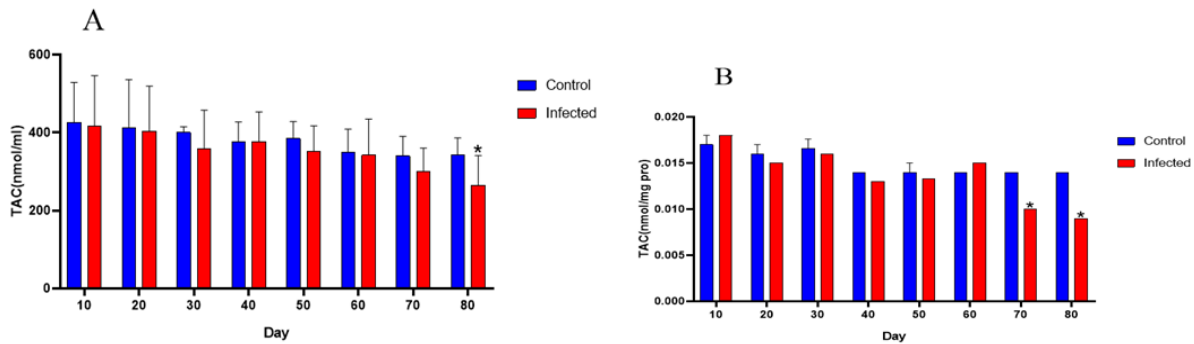 A
600
400
200
0
TAC(nmol/ml)
Control
Infected
*
10 20 30 40 50 60 70 80
Day
B
0.020
0.015
0.010
0.005
0.000
TAC(nmol/mg pro)
Control
Infected
*
*
10 20 30 40 50 60 70 80
Day